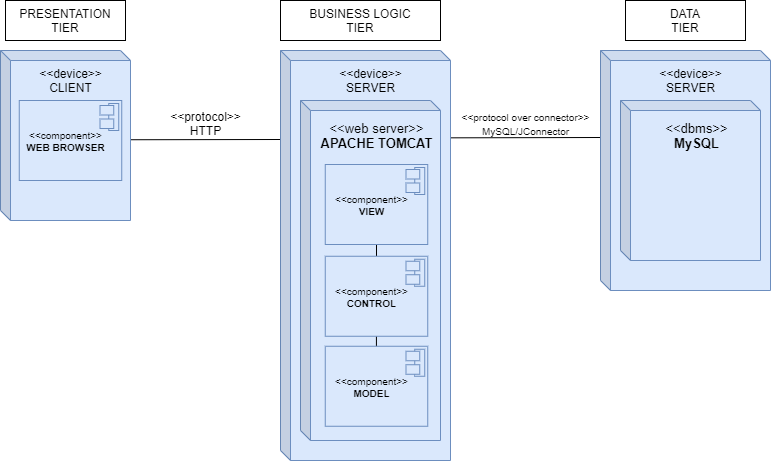 PRESENTATION
TIER
BUSINESS LOGIC
TIER
DATA
TIER
<<device>>
CLIENT
<<component>>
WEB BROWSER
<<protocol>>
HTTP
<<device>>
SERVER
<<web server>>
APACHE TOMCAT
<<component>>
VIEW
<<component>>
CONTROL
<<component>>
MODEL
<<protocol over connector>>
MySQL/JConnector
<<device>>
SERVER
<<dbms>>
MySQL